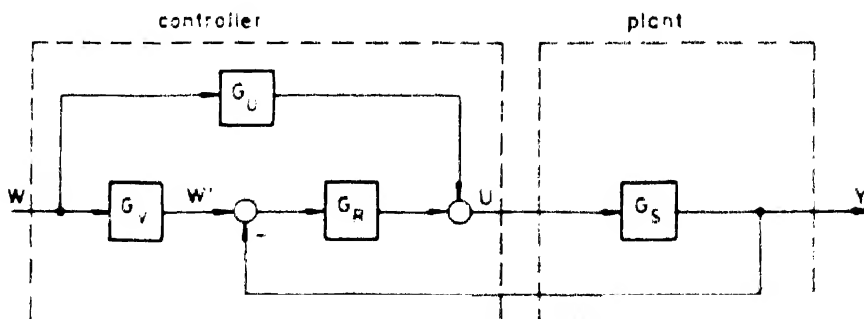 controller plant
G_U
W G_V W' G_R U G_S Y
-